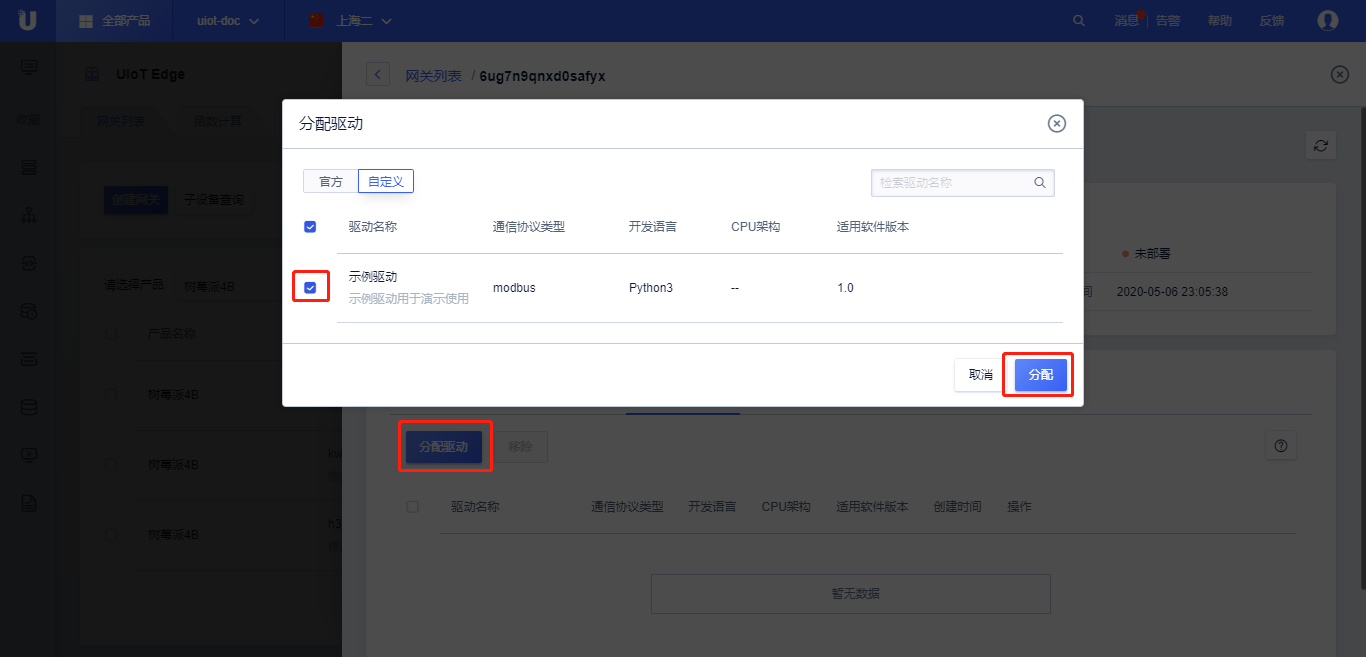 全部产品
uiot-doc
上海二
消息
告警
帮助
反馈
UIoT Edge
网关列表
函数计算
网关列表 / 6ug7n9qnxd0safyx
分配驱动
官方
自定义
检索驱动名称
驱动名称
通信协议类型
开发语言
CPU架构
适用软件版本
示例驱动
示例驱动用于演示使用
modbus
Python3
--
1.0
取消
分配
创建网关
子设备查询
请选择产品
树莓派4B
产品名称
树莓派4B
树莓派4B
树莓派4B
未部署
间
2020-05-06 23:05:38
分配驱动
移除
驱动名称
通信协议类型
开发语言
CPU架构
适用软件版本
创建时间
操作
暂无数据